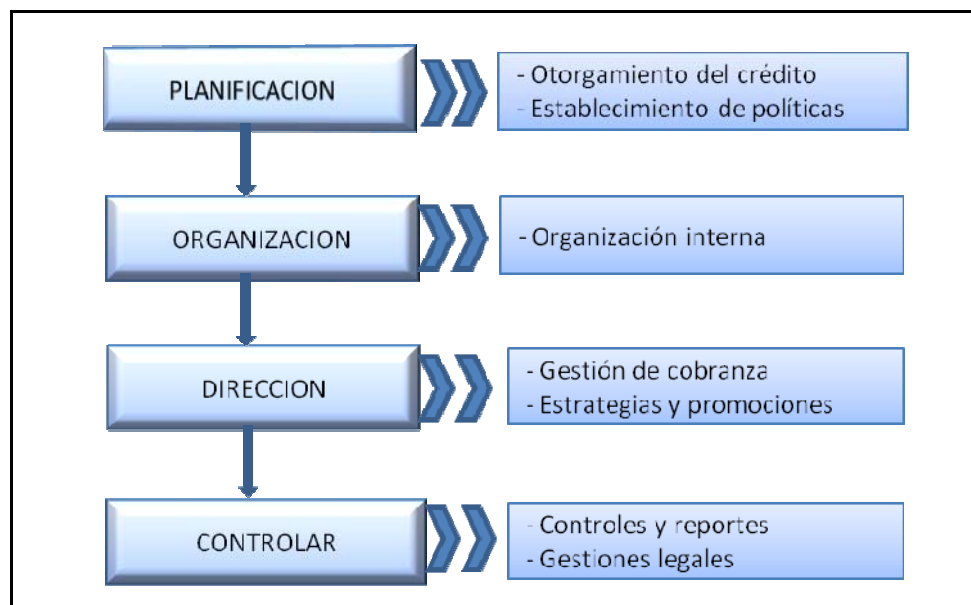 PLANIFICACION
- Otorgamiento del crédito
- Establecimiento de políticas
ORGANIZACION
- Organización interna
DIRECCION
- Gestión de cobranza
- Estrategias y promociones
CONTROLAR
- Controles y reportes
- Gestiones legales